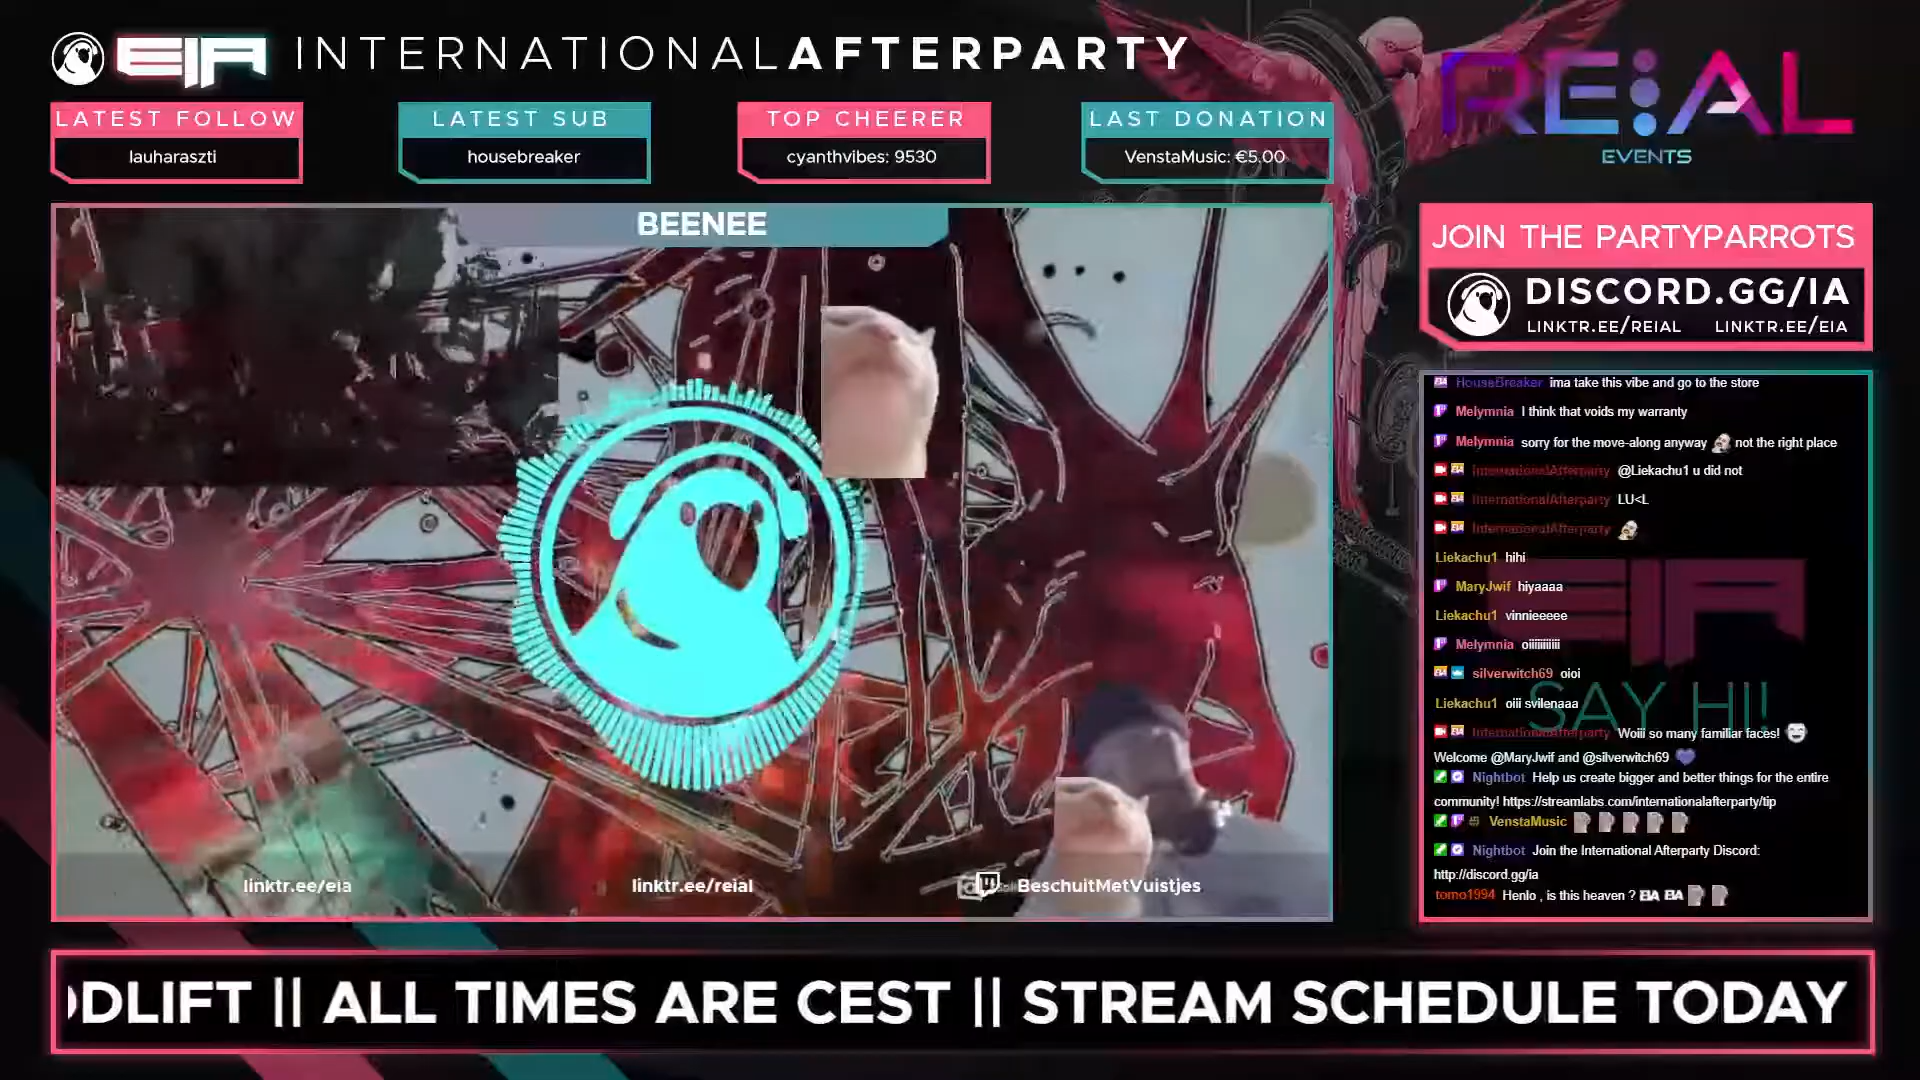 EIA INTERNATIONALAFTERPARTY
RE:AL
EVENTS
LATEST FOLLOW
lauharaszti
LATEST SUB
housebreaker
TOP CHEERER
cyanthvibes: 9530
LAST DONATION
VenstaMusic: €5.00
BEENEE
JOIN THE PARTYPARROTS
DISCORD.GG/IA
LINKTR.EE/REIAL LINKTR.EE/EIA
HouseBreaker ima take this vibe and go to the store
Melymnia I think that voids my warranty
Melymnia sorry for the move-along anyway not the right place
InternationalAfterparty @Liekachu1 u did not
InternationalAfterparty LU<L
InternationalAfterparty
Liekachu1 hihi
MaryJwif hiyaaaa
Liekachu1 vinnieeeee
Melymnia oiiiiiiiiii
silverwitch69 oioi
Liekachu1 oiii svilenaaa
InternationalAfterparty Woiii so many familiar faces!
Welcome @MaryJwif and @silverwitch69
Nightbot Help us create bigger and better things for the entire
community! https://streamlabs.com/internationalafterparty/tip
VenstaMusic
Nightbot Join the International Afterparty Discord:
http://discord.gg/ia
tomo1994 Henlo , is this heaven ? EIA EIA
EIA
SAY HI!
linktr.ee/eia
linktr.ee/reial
BeschuitMetVuistjes
DLIFT || ALL TIMES ARE CEST || STREAM SCHEDULE TODAY